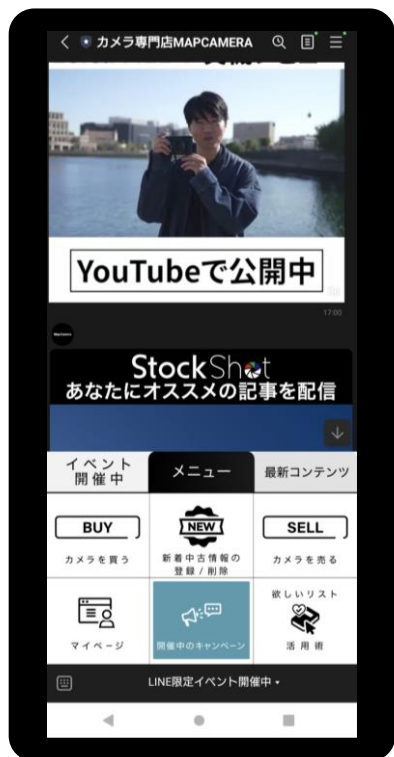 カメラ専門店MAPCAMERA
YouTubeで公開中
17:00
StockShot
あなたにオススメの記事を配信
イベント
開催中
メニュー
最新コンテンツ
BUY
カメラを買う
NEW
新着中古情報の
登録 / 削除
SELL
カメラを売る
マイページ
開催中のキャンペーン
欲しいリスト
活用術
LINE限定イベント開催中